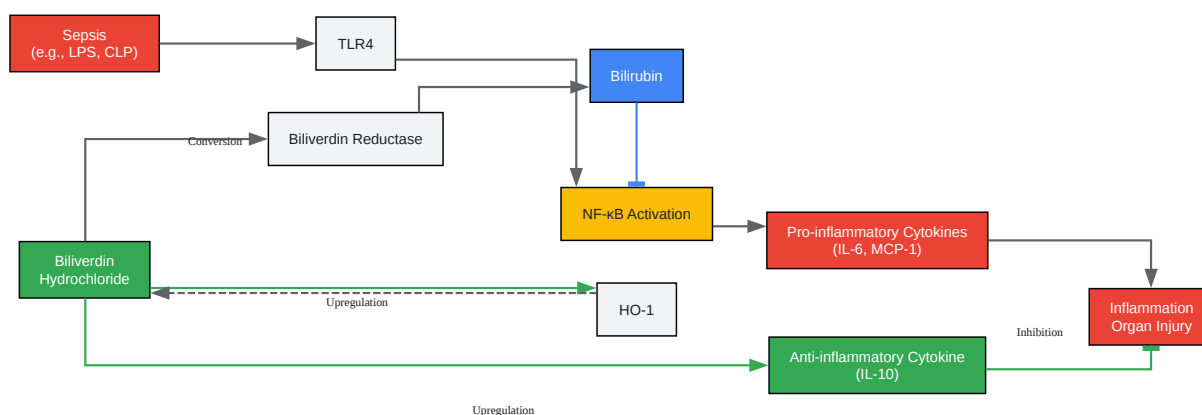 Sepsis
(e.g., LPS, CLP)
TLR4
Bilirubin
Conversion
Biliverdin Reductase
NF-κB Activation
Pro-inflammatory Cytokines
(IL-6, MCP-1)
Biliverdin
Hydrochloride
Upregulation
HO-1
Inflammation
Organ Injury
Inhibition
Anti-inflammatory Cytokine
(IL-10)
Upregulation